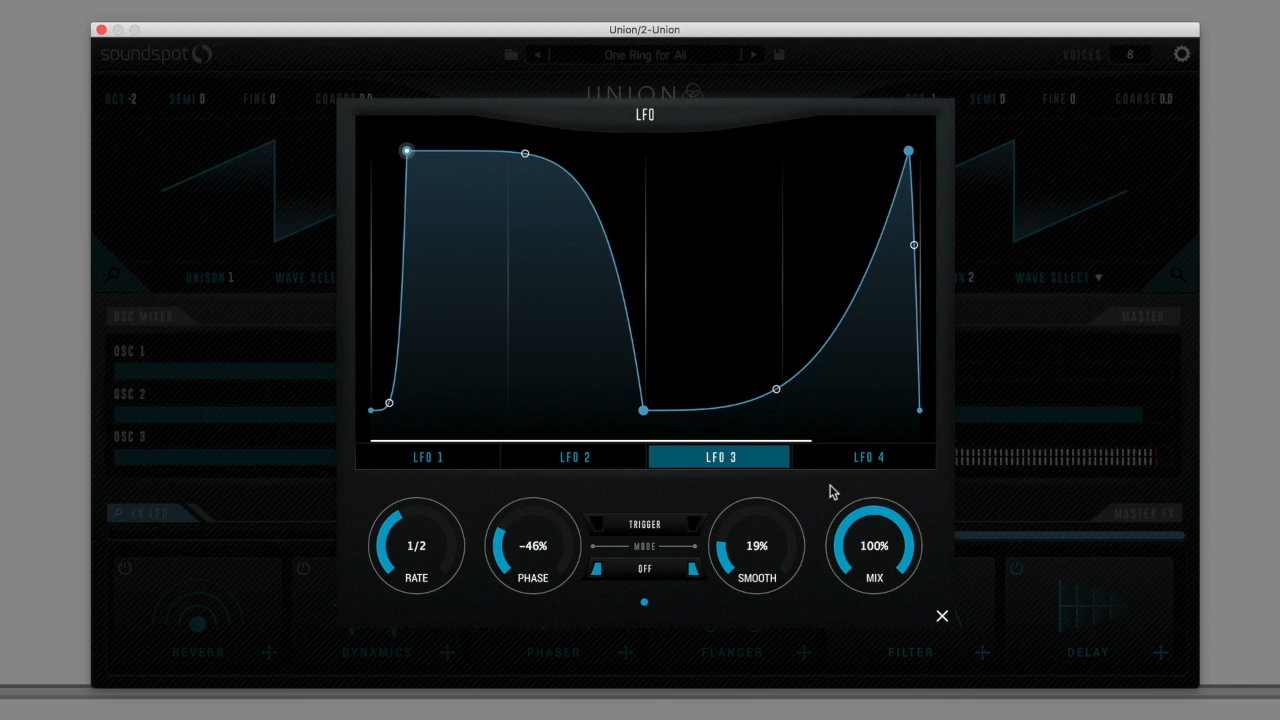 Union/2-Union
soundspot
One Ring for All
VOICES 8
UNION
OCT -2 SEMI 0 FINE 0 COARSE 0.0
SEMI 0 FINE 0 COARSE 0.0
LFO
UNISON 1 WAVE SELE
2 WAVE SELECT
OSC MIXER
MASTER
OSC 1
OSC 2
OSC 3
LFO 1 LFO 2 LFO 3 LFO 4
FX LFO
MASTER FX
1/2
RATE
-46%
PHASE
TRIGGER
MODE
OFF
19%
SMOOTH
100%
MIX
REVERB DYNAMICS PHASER FLANGER FILTER DELAY